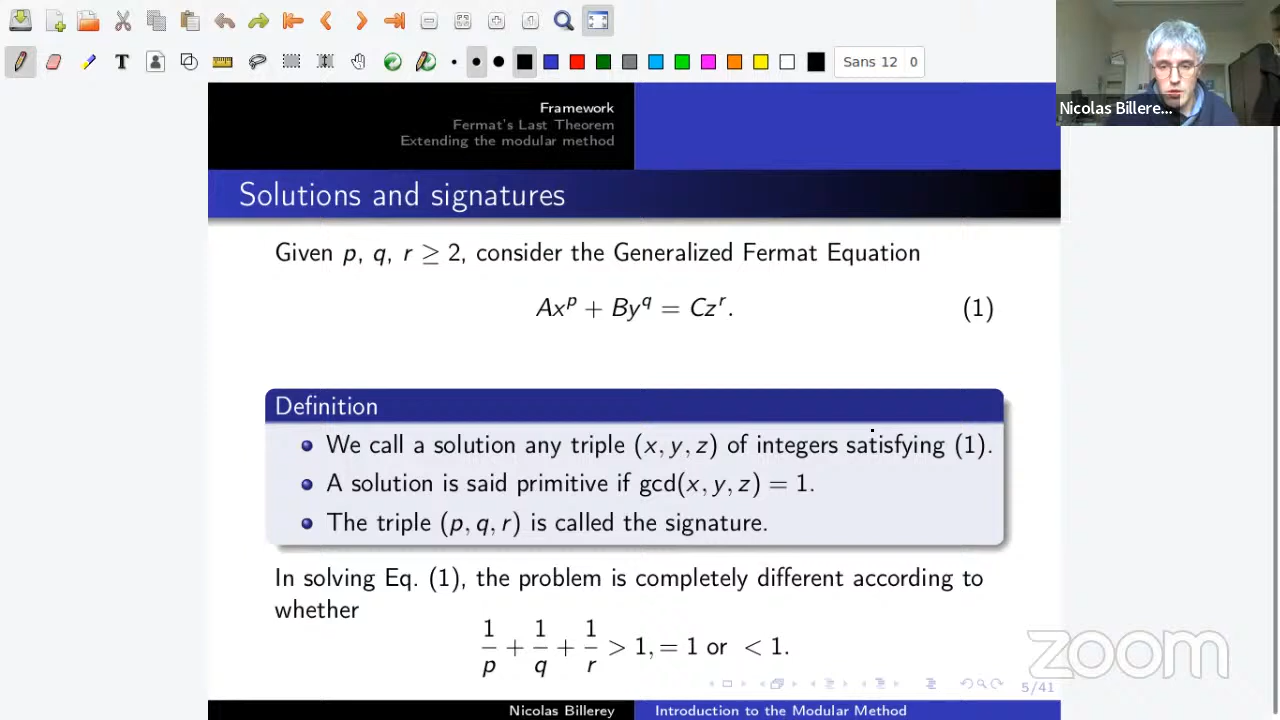 Sans 12 0
Nicolas Billere...
Framework
Fermat's Last Theorem
Extending the modular method
Solutions and signatures
Given p, q, r ≥ 2, consider the Generalized Fermat Equation
Ax^p + By^q = Cz^r. (1)
Definition
We call a solution any triple (x, y, z) of integers satisfying (1).
A solution is said primitive if gcd(x, y, z) = 1.
The triple (p, q, r) is called the signature.
In solving Eq. (1), the problem is completely different according to
whether
1/p + 1/q + 1/r > 1, = 1 or < 1.
zoom
5/41
Nicolas Billerey Introduction to the Modular Method